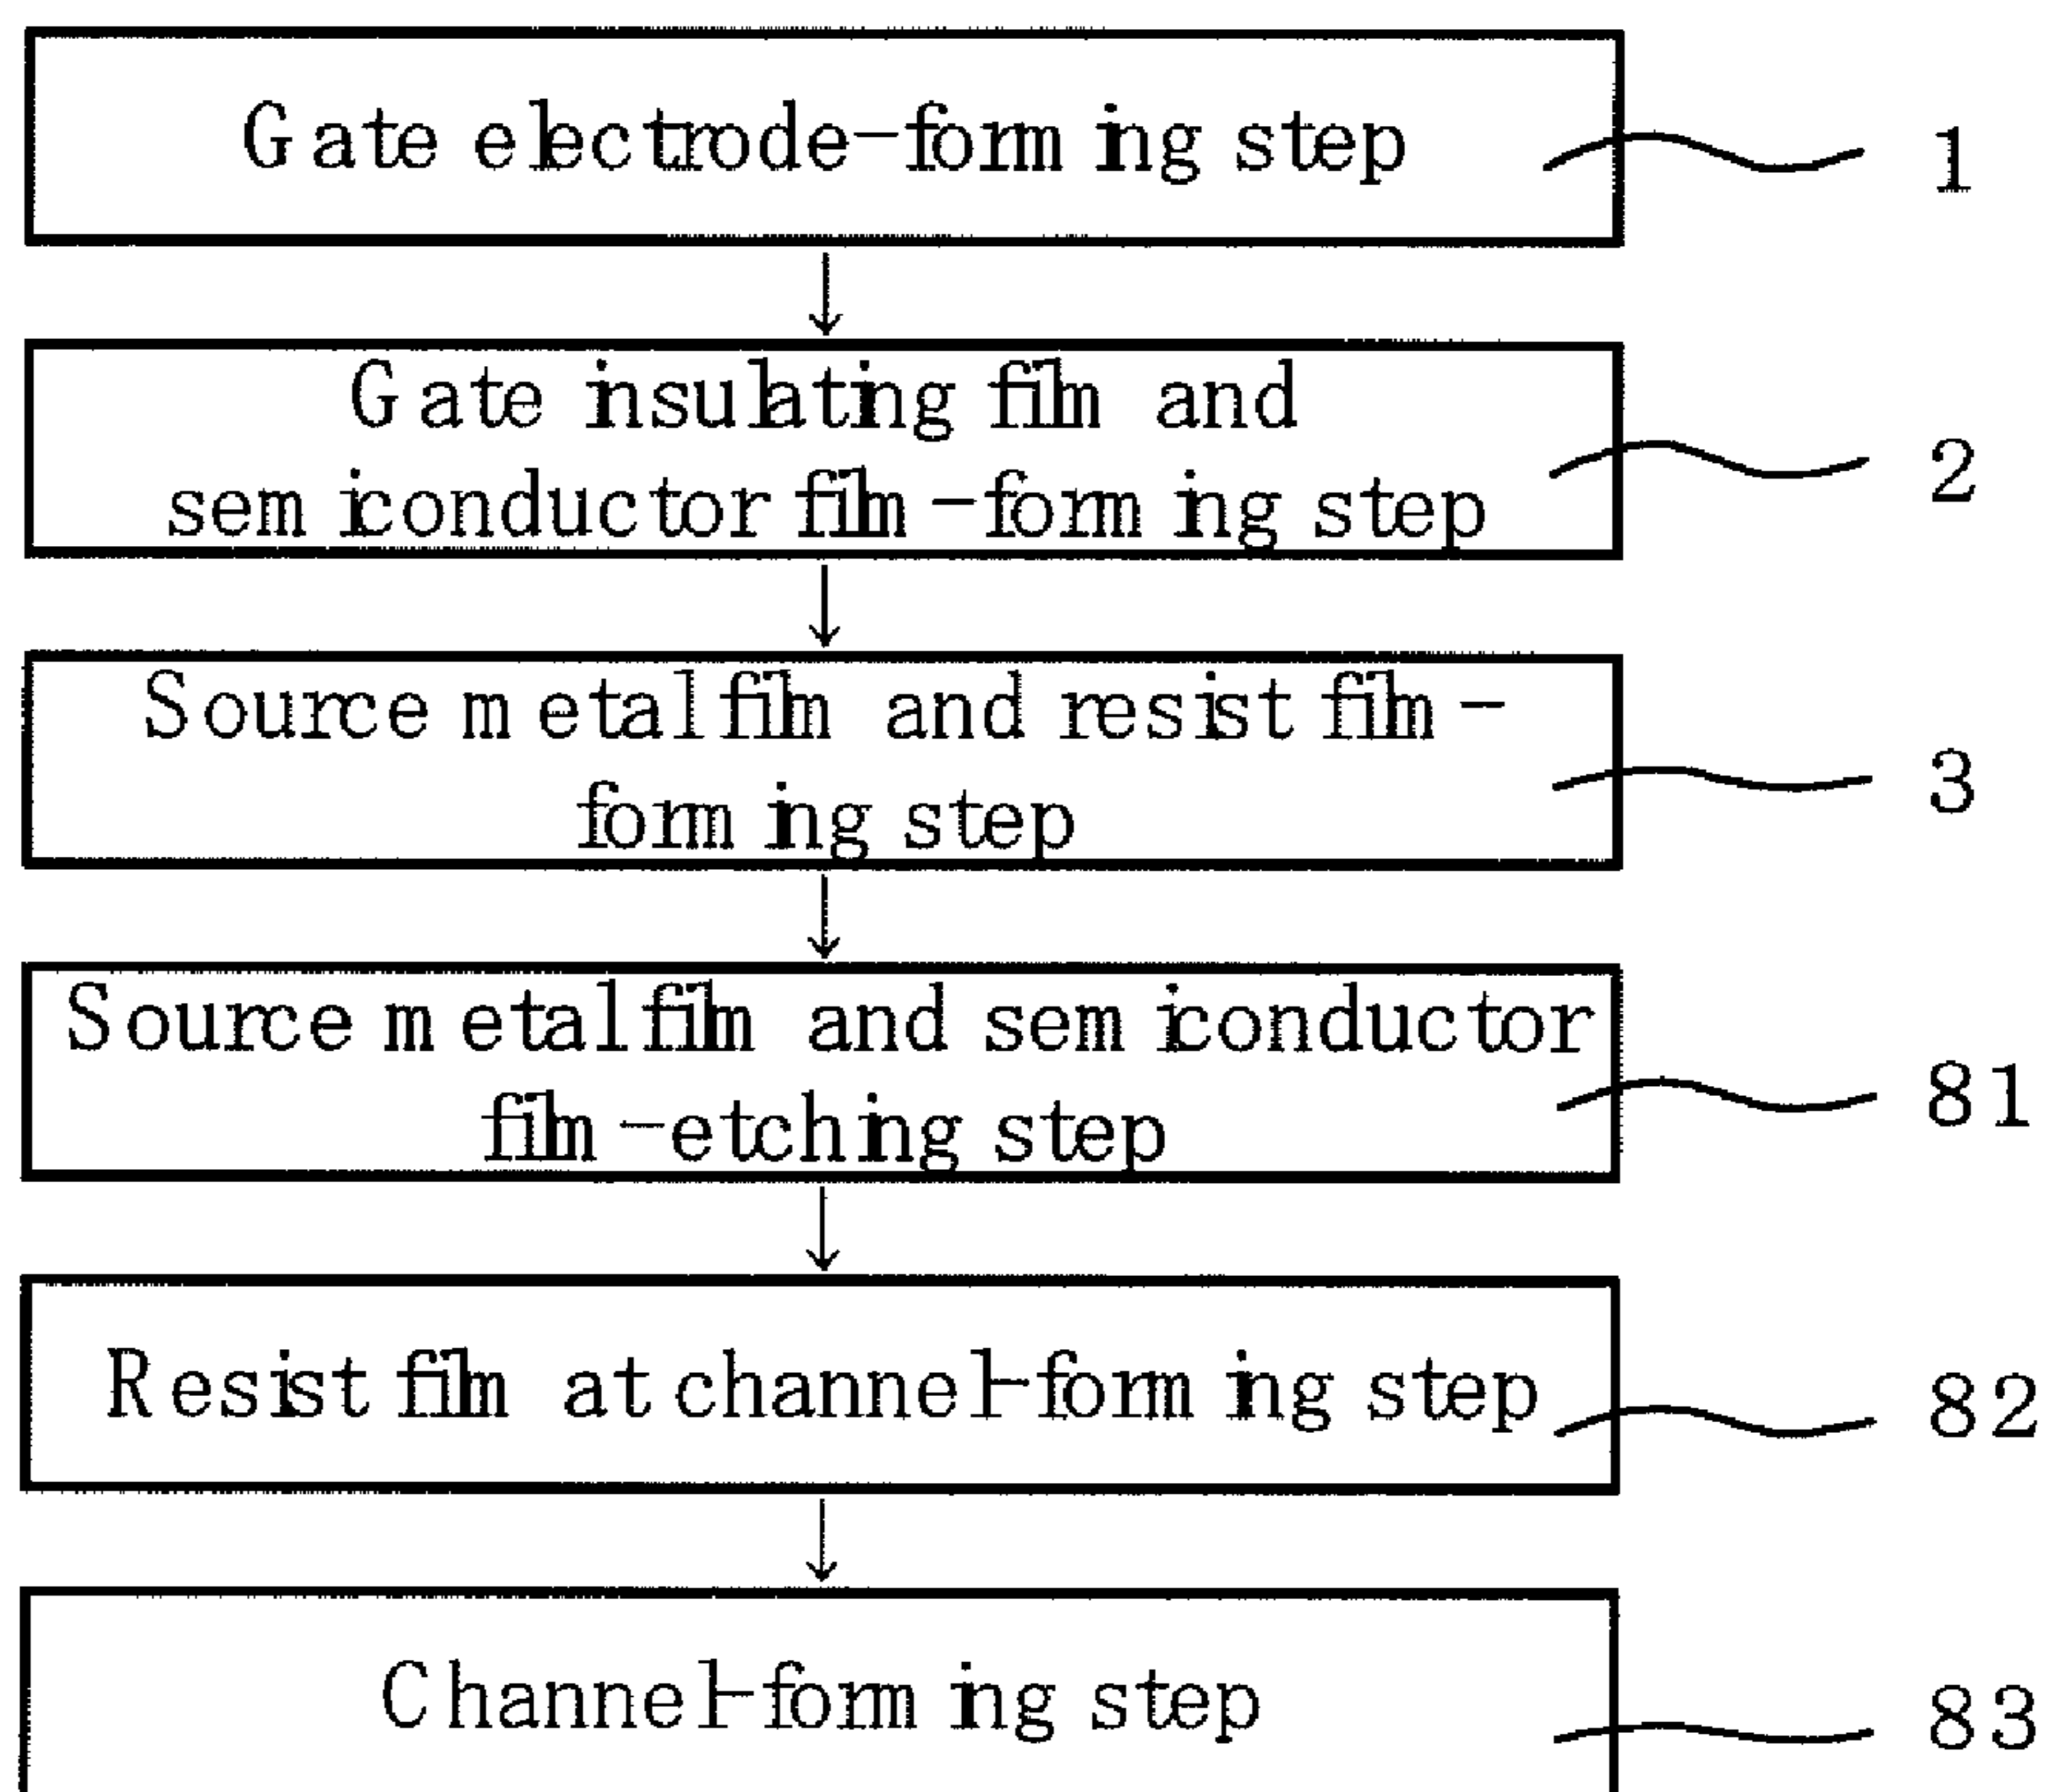 Gate electrode-forming step
1
Gate insulating film and
semiconductor film-forming step
2
Source metal film and resist film-
forming step
3
Source metal film and semiconductor
film-etching step
81
Resist film at channel-forming step
82
Channel-forming step
83